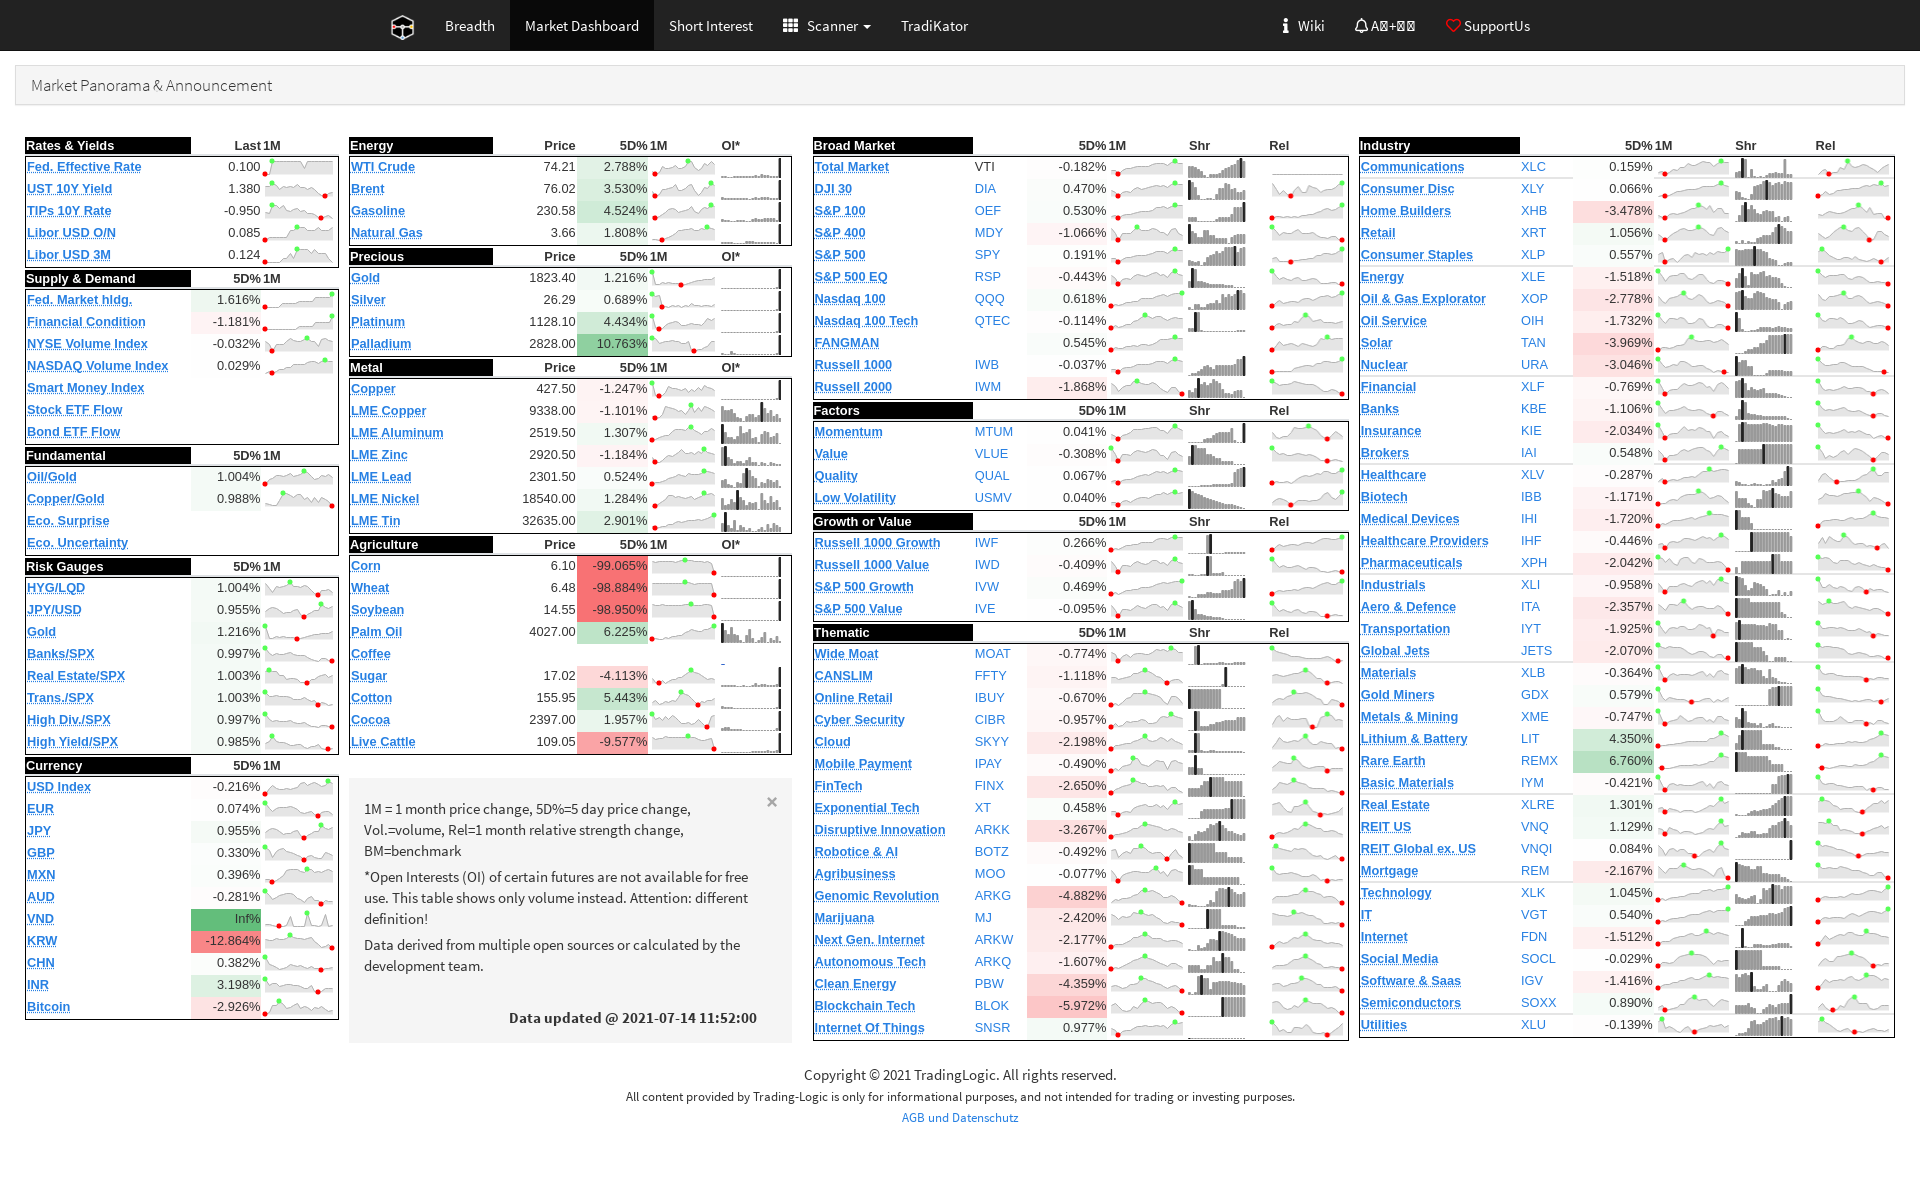 Breadth Market Dashboard Short Interest Scanner TradiKator Wiki SupportUs
Market Panorama & Announcement
Rates & Yields Last 1M
Fed. Effective Rate 0.100
UST 10Y Yield 1.380
TIPs 10Y Rate -0.950
Libor USD O/N 0.085
Libor USD 3M 0.124
Supply & Demand 5D% 1M
Fed. Market hldg. 1.616%
Financial Condition -1.181%
NYSE Volume Index -0.032%
NASDAQ Volume Index 0.029%
Smart Money Index
Stock ETF Flow
Bond ETF Flow
Fundamental 5D% 1M
Oil/Gold 1.004%
Copper/Gold 0.988%
Eco. Surprise
Eco. Uncertainty
Risk Gauges 5D% 1M
HYG/LQD 1.004%
JPY/USD 0.955%
Gold 1.216%
Banks/SPX 0.997%
Real Estate/SPX 1.003%
Trans./SPX 1.003%
High Div./SPX 0.997%
High Yield/SPX 0.985%
Currency 5D% 1M
USD Index -0.216%
EUR 0.074%
JPY 0.955%
GBP 0.330%
MXN 0.396%
AUD -0.281%
VND Inf%
KRW -12.864%
CHN 0.382%
INR 3.198%
Bitcoin -2.926%
Energy Price 5D% 1M OI*
WTI Crude 74.21 2.788%
Brent 76.02 3.530%
Gasoline 230.58 4.524%
Natural Gas 3.66 1.808%
Precious Price 5D% 1M OI*
Gold 1823.40 1.216%
Silver 26.29 0.689%
Platinum 1128.10 4.434%
Palladium 2828.00 10.763%
Metal Price 5D% 1M OI*
Copper 427.50 -1.247%
LME Copper 9338.00 -1.101%
LME Aluminum 2519.50 1.307%
LME Zinc 2920.50 -1.184%
LME Lead 2301.50 0.524%
LME Nickel 18540.00 1.284%
LME Tin 32635.00 2.901%
Agriculture Price 5D% 1M OI*
Corn 6.10 -99.065%
Wheat 6.48 -98.884%
Soybean 14.55 -98.950%
Palm Oil 4027.00 6.225%
Coffee
Sugar 17.02 -4.113%
Cotton 155.95 5.443%
Cocoa 2397.00 1.957%
Live Cattle 109.05 -9.577%
×
1M = 1 month price change, 5D%=5 day price change,
Vol.=volume, Rel=1 month relative strength change,
BM=benchmark
*Open Interests (OI) of certain futures are not available for free
use. This table shows only volume instead. Attention: different
definition!
Data derived from multiple open sources or calculated by the
development team.
Data updated @ 2021-07-14 11:52:00
Broad Market 5D% 1M Shr Rel
Total Market VTI -0.182%
DJI 30 DIA 0.470%
S&P 100 OEF 0.530%
S&P 400 MDY -1.066%
S&P 500 SPY 0.191%
S&P 500 EQ RSP -0.443%
Nasdaq 100 QQQ 0.618%
Nasdaq 100 Tech QTEC -0.114%
FANGMAN 0.545%
Russell 1000 IWB -0.037%
Russell 2000 IWM -1.868%
Factors 5D% 1M Shr Rel
Momentum MTUM 0.041%
Value VLUE -0.308%
Quality QUAL 0.067%
Low Volatility USMV 0.040%
Growth or Value 5D% 1M Shr Rel
Russell 1000 Growth IWF 0.266%
Russell 1000 Value IWD -0.409%
S&P 500 Growth IVW 0.469%
S&P 500 Value IVE -0.095%
Thematic 5D% 1M Shr Rel
Wide Moat MOAT -0.774%
CANSLIM FFTY -1.118%
Online Retail IBUY -0.670%
Cyber Security CIBR -0.957%
Cloud SKYY -2.198%
Mobile Payment IPAY -0.490%
FinTech FINX -2.650%
Exponential Tech XT 0.458%
Disruptive Innovation ARKK -3.267%
Robotice & AI BOTZ -0.492%
Agribusiness MOO -0.077%
Genomic Revolution ARKG -4.882%
Marijuana MJ -2.420%
Next Gen. Internet ARKW -2.177%
Autonomous Tech ARKQ -1.607%
Clean Energy PBW -4.359%
Blockchain Tech BLOK -5.972%
Internet Of Things SNSR 0.977%
Industry 5D% 1M Shr Rel
Communications XLC 0.159%
Consumer Disc XLY 0.066%
Home Builders XHB -3.478%
Retail XRT 1.056%
Consumer Staples XLP 0.557%
Energy XLE -1.518%
Oil & Gas Explorator XOP -2.778%
Oil Service OIH -1.732%
Solar TAN -3.969%
Nuclear URA -3.046%
Financial XLF -0.769%
Banks KBE -1.106%
Insurance KIE -2.034%
Brokers IAI 0.548%
Healthcare XLV -0.287%
Biotech IBB -1.171%
Medical Devices IHI -1.720%
Healthcare Providers IHF -0.446%
Pharmaceuticals XPH -2.042%
Industrials XLI -0.958%
Aero & Defence ITA -2.357%
Transportation IYT -1.925%
Global Jets JETS -2.070%
Materials XLB -0.364%
Gold Miners GDX 0.579%
Metals & Mining XME -0.747%
Lithium & Battery LIT 4.350%
Rare Earth REMX 6.760%
Basic Materials IYM -0.421%
Real Estate XLRE 1.301%
REIT US VNQ 1.129%
REIT Global ex. US VNQI 0.084%
Mortgage REM -2.167%
Technology XLK 1.045%
IT VGT 0.540%
Internet FDN -1.512%
Social Media SOCL -0.029%
Software & Saas IGV -1.416%
Semiconductors SOXX 0.890%
Utilities XLU -0.139%
Copyright © 2021 TradingLogic. All rights reserved.
All content provided by Trading-Logic is only for informational purposes, and not intended for trading or investing purposes.
AGB und Datenschutz